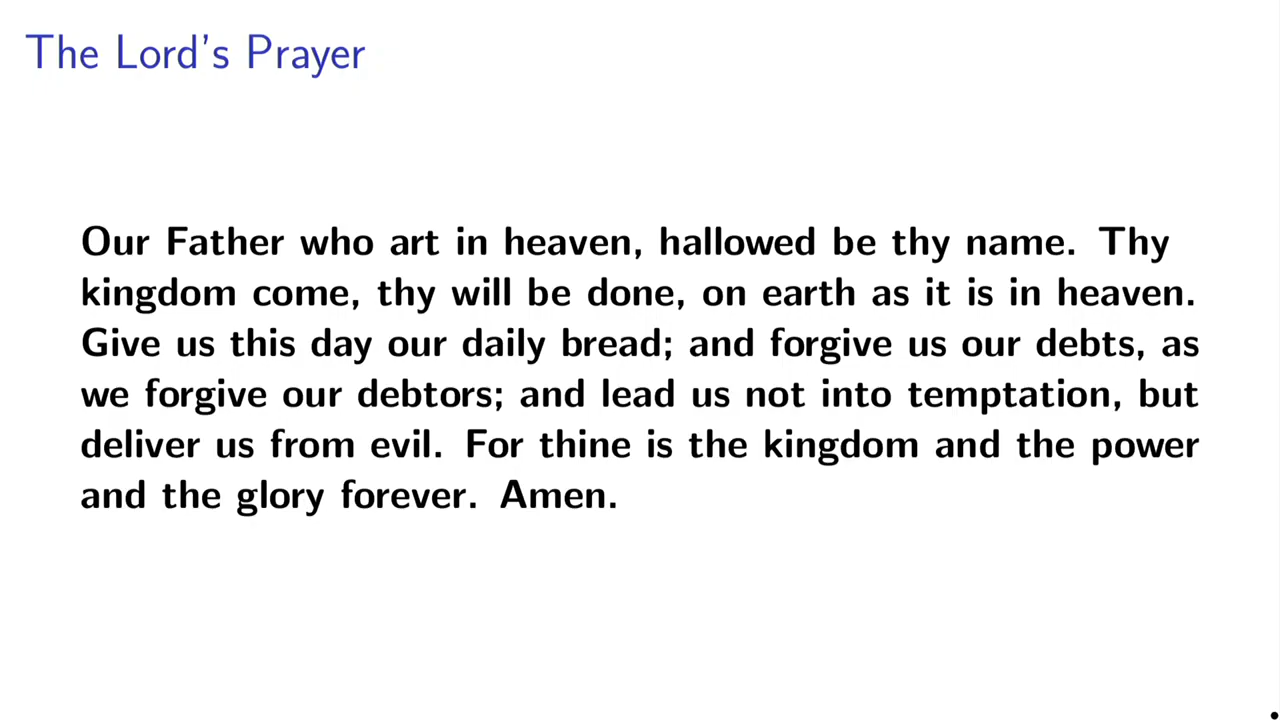 The Lord's Prayer
Our Father who art in heaven, hallowed be thy name. Thy
kingdom come, thy will be done, on earth as it is in heaven.
Give us this day our daily bread; and forgive us our debts, as
we forgive our debtors; and lead us not into temptation, but
deliver us from evil. For thine is the kingdom and the power
and the glory forever. Amen.